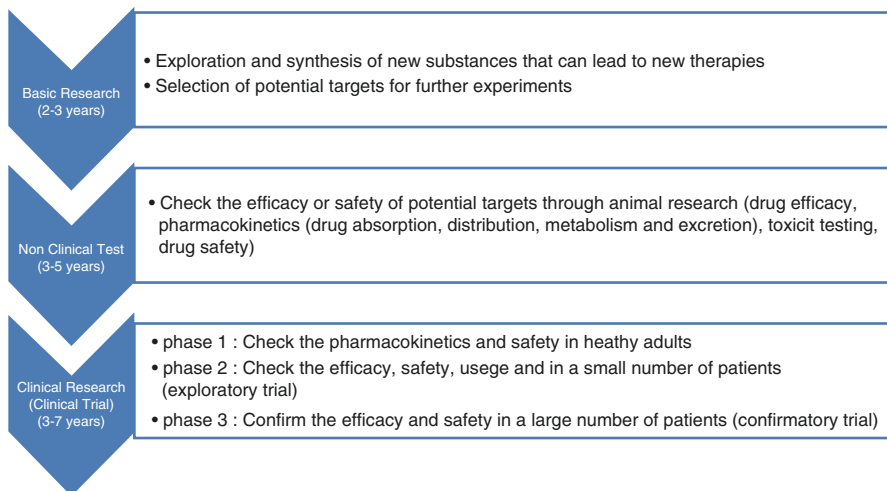 Basic Research
(2-3 years)
• Exploration and synthesis of new substances that can lead to new therapies
• Selection of potential targets for further experiments
Non Clinical Test
(3-5 years)
• Check the efficacy or safety of potential targets through animal research (drug efficacy,
pharmacokinetics (drug absorption, distribution, metabolism and excretion), toxicit testing,
drug safety)
Clinical Research
(Clinical Trial)
(3-7 years)
• phase 1 : Check the pharmacokinetics and safety in heathy adults
• phase 2 : Check the efficacy, safety, usege and in a small number of patients
(exploratory trial)
• phase 3 : Confirm the efficacy and safety in a large number of patients (confirmatory trial)